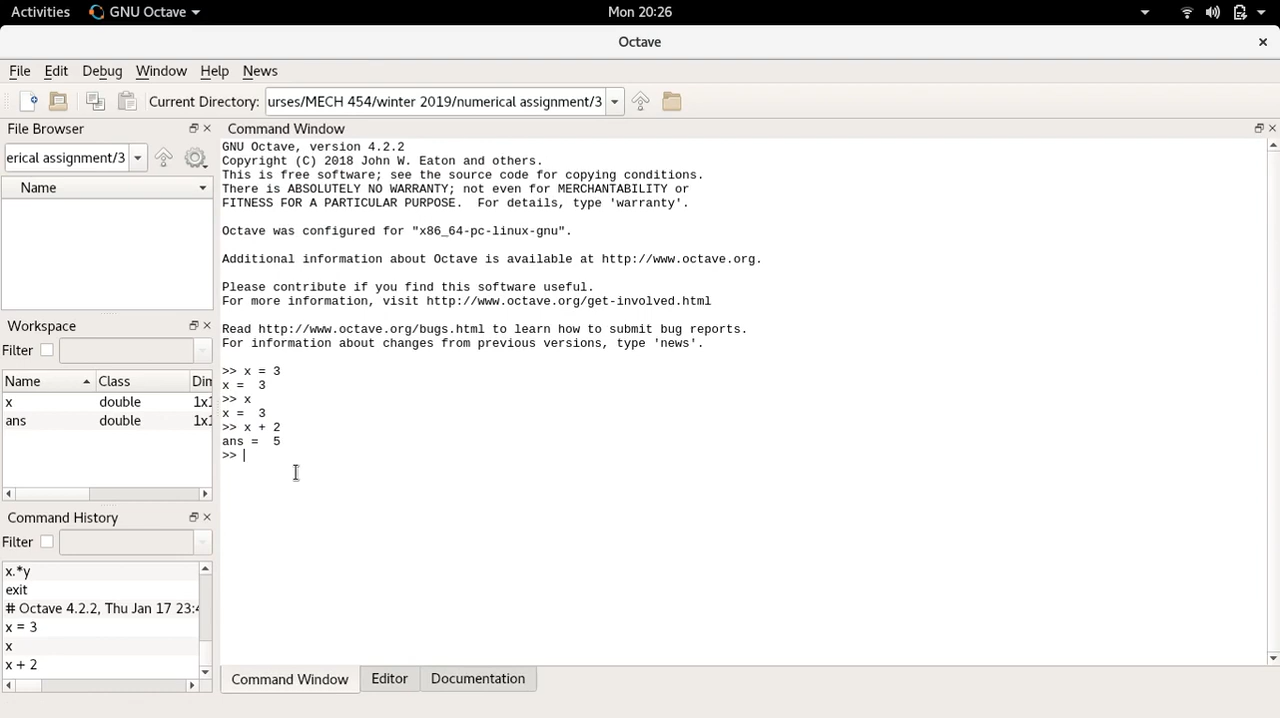 Activities GNU Octave Mon 20:26
Octave
File Edit Debug Window Help News
Current Directory: urses/MECH 454/winter 2019/numerical assignment/3
File Browser
erical assignment/3
Name
Workspace
Filter
Name Class Dim
x double 1x1
ans double 1x1
Command History
Filter
x.*y
exit
# Octave 4.2.2, Thu Jan 17 23:4
x = 3
x
x + 2
Command Window
GNU Octave, version 4.2.2
Copyright (C) 2018 John W. Eaton and others.
This is free software; see the source code for copying conditions.
There is ABSOLUTELY NO WARRANTY; not even for MERCHANTABILITY or
FITNESS FOR A PARTICULAR PURPOSE.  For details, type 'warranty'.
Octave was configured for "x86_64-pc-linux-gnu".
Additional information about Octave is available at http://www.octave.org.
Please contribute if you find this software useful.
For more information, visit http://www.octave.org/get-involved.html
Read http://www.octave.org/bugs.html to learn how to submit bug reports.
For information about changes from previous versions, type 'news'.
>> x = 3
x =  3
>> x
x =  3
>> x + 2
ans =  5
>>
Command Window Editor Documentation